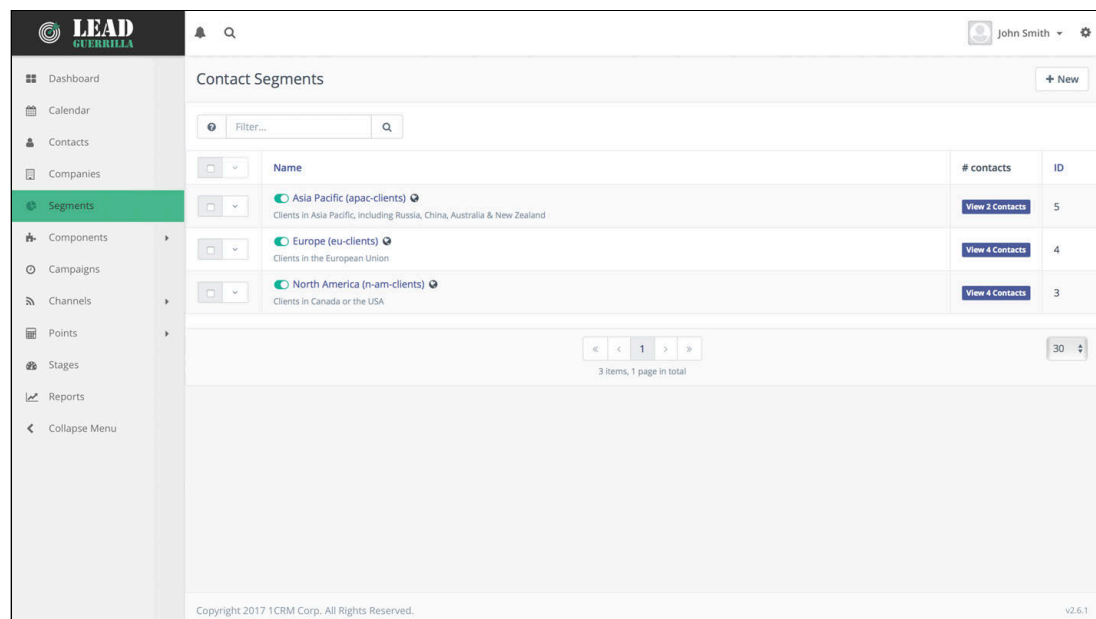 LEAD
GUERRILLA
John Smith
Dashboard
Calendar
Contacts
Companies
Segments
Components
Campaigns
Channels
Points
Stages
Reports
Collapse Menu
Contact Segments
+ New
Filter...
Name
# contacts
ID
Asia Pacific (apac-clients)
Clients in Asia Pacific, including Russia, China, Australia & New Zealand
View 2 Contacts
5
Europe (eu-clients)
Clients in the European Union
View 4 Contacts
4
North America (n-am-clients)
Clients in Canada or the USA
View 4 Contacts
3
« < 1 > »
3 items, 1 page in total
30
Copyright 2017 1CRM Corp. All Rights Reserved.
v2.6.1